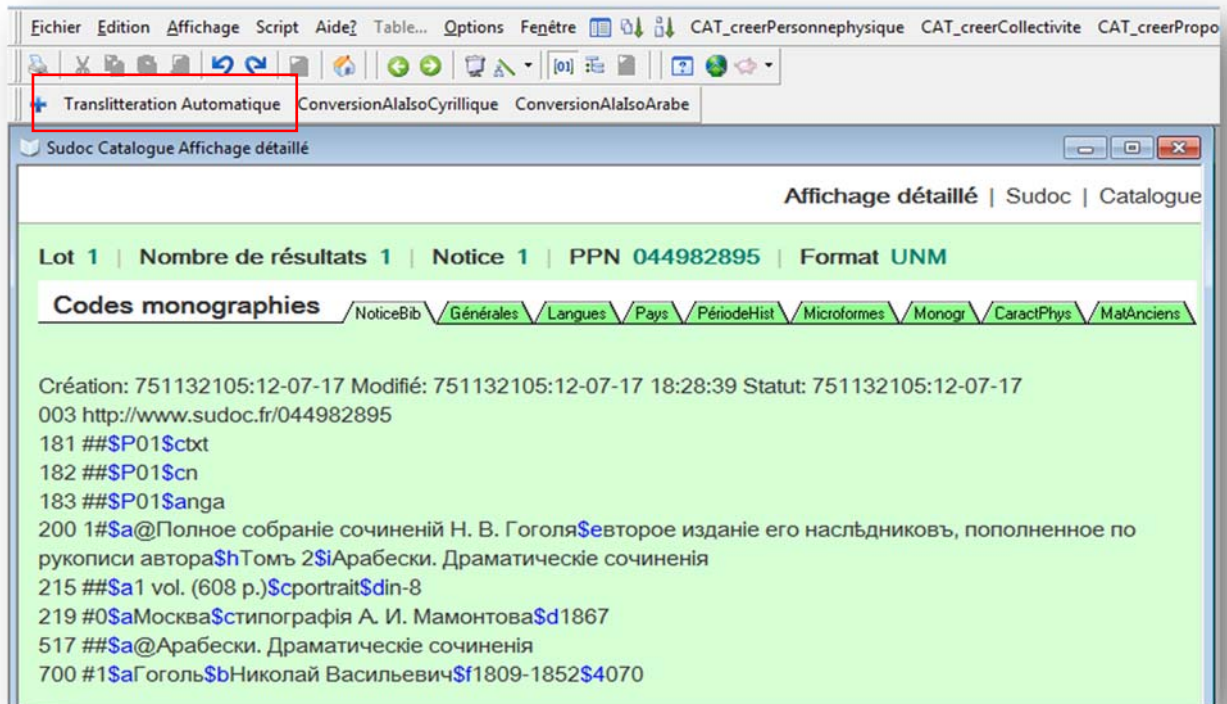 Fichier Edition Affichage Script Aide? Table... Options Fenêtre CAT_creerPersonnephysique CAT_creerCollectivite CAT_creerPropo
Translitteration Automatique ConversionAlaIsoCyrillique ConversionAlaIsoArabe
Sudoc Catalogue Affichage détaillé
Affichage détaillé | Sudoc | Catalogue
Lot 1 | Nombre de résultats 1 | Notice 1 | PPN 044982895 | Format UNM
Codes monographies NoticeBib Générales Langues Pays PériodeHist Microformes Monogr CaractPhys MatAnciens
Création: 751132105:12-07-17 Modifié: 751132105:12-07-17 18:28:39 Statut: 751132105:12-07-17
003 http://www.sudoc.fr/044982895
181 ##$P01$ctxt
182 ##$P01$cn
183 ##$P01$anga
200 1#$a@Полное собраніе сочиненій Н. В. Гоголя$eвторое изданіе его наслѣдниковъ, пополненное по
рукописи автора$hТомъ 2$iАрабески. Драматическіе сочиненія
215 ##$a1 vol. (608 p.)$cportrait$din-8
219 #0$aМосква$cтипографія А. И. Мамонтова$d1867
517 ##$a@Арабески. Драматическіе сочиненія
700 #1$aГоголь$bНиколай Васильевич$f1809-1852$4070